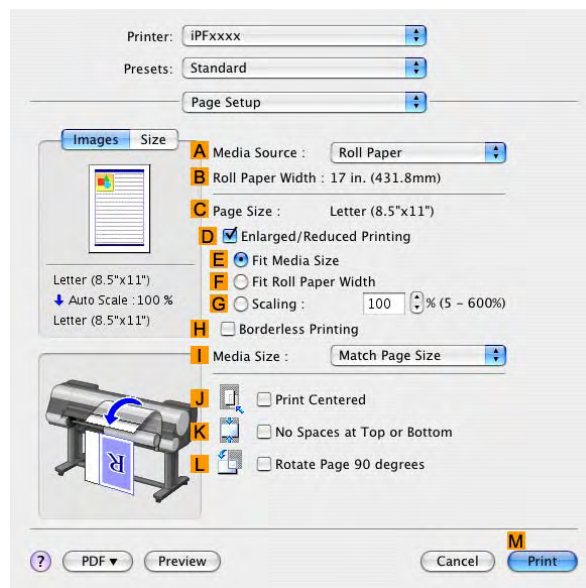 Printer: iPFxxxx
Presets: Standard
Page Setup
Images Size
A Media Source : Roll Paper
B Roll Paper Width : 17 in. (431.8mm)
C Page Size : Letter (8.5"x11")
D Enlarged/Reduced Printing
E Fit Media Size
F Fit Roll Paper Width
G Scaling : 100 % (5 - 600%)
Letter (8.5"x11")
Auto Scale :100 %
Letter (8.5"x11")
H Borderless Printing
I Media Size : Match Page Size
J Print Centered
K No Spaces at Top or Bottom
L Rotate Page 90 degrees
R
M
? PDF▼ Preview Cancel Print